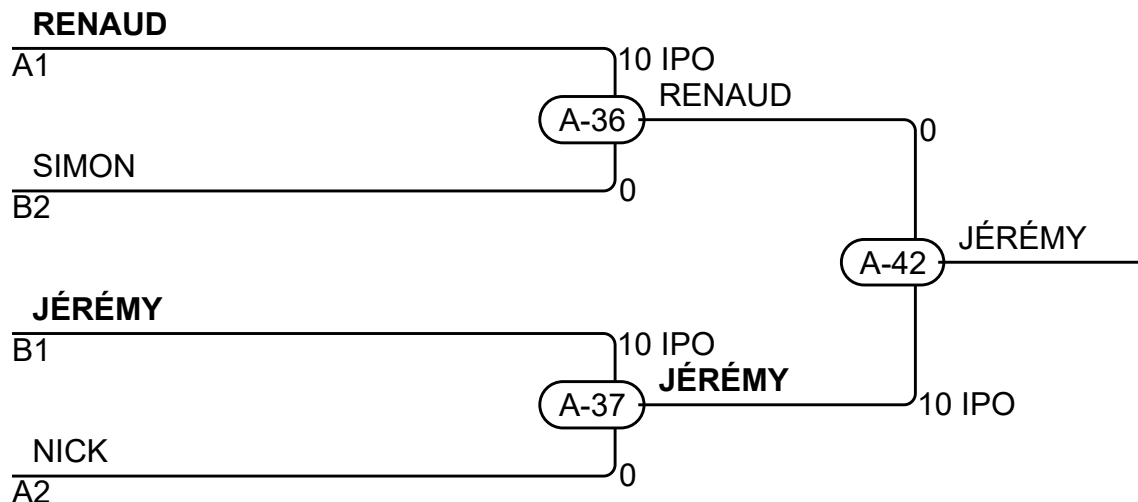 RENAUD
A1
10 IPO
RENAUD
A-36
0
SIMON
B2
0
JÉRÉMY
A-42
JÉRÉMY
B1
10 IPO
JÉRÉMY
A-37
10 IPO
NICK
A2
0